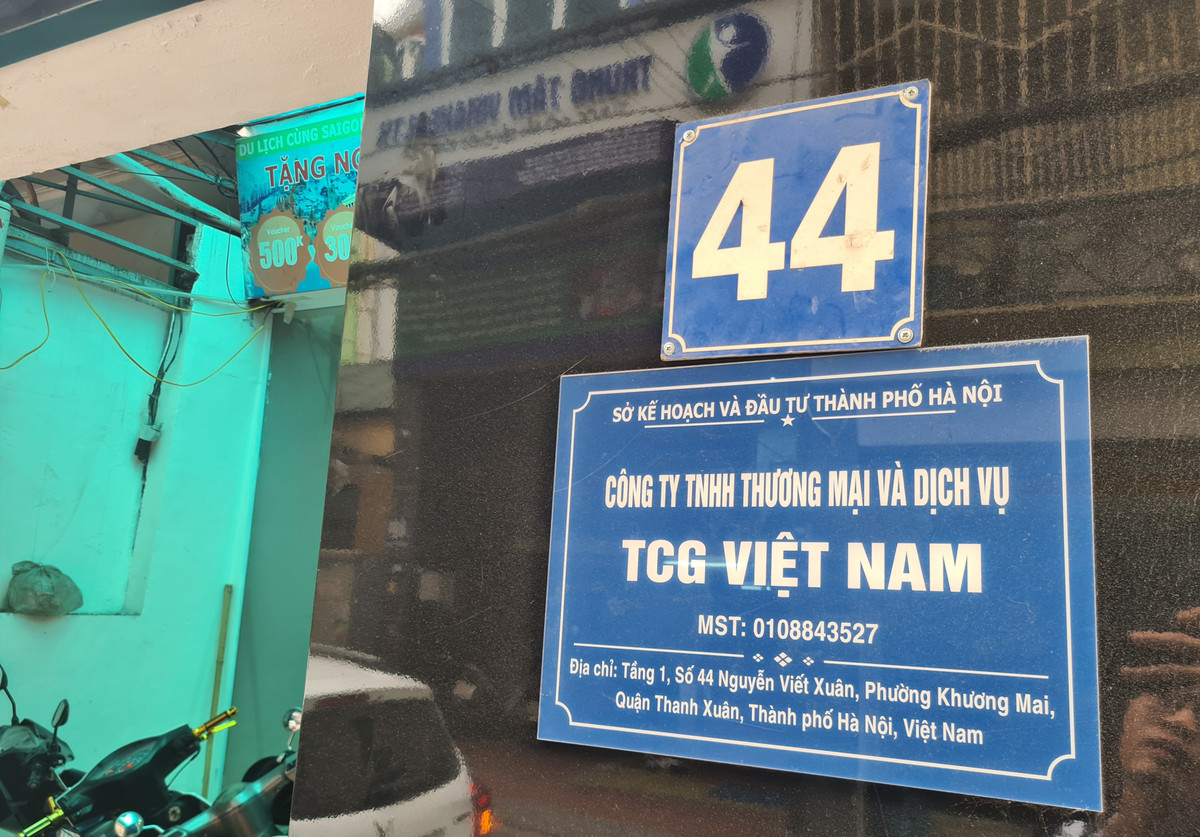 DU LỊCH CÙNG SAIGO
TẶNG
Voucher
500K
Voucher
30
44
SỞ KẾ HOẠCH VÀ ĐẦU TƯ THÀNH PHỐ HÀ NỘI
CÔNG TY TNHH THƯƠNG MẠI VÀ DỊCH VỤ
TCG VIỆT NAM
MST: 0108843527
Địa chỉ: Tầng 1, Số 44 Nguyễn Viết Xuân, Phường Khương Mai,
Quận Thanh Xuân, Thành phố Hà Nội, Việt Nam